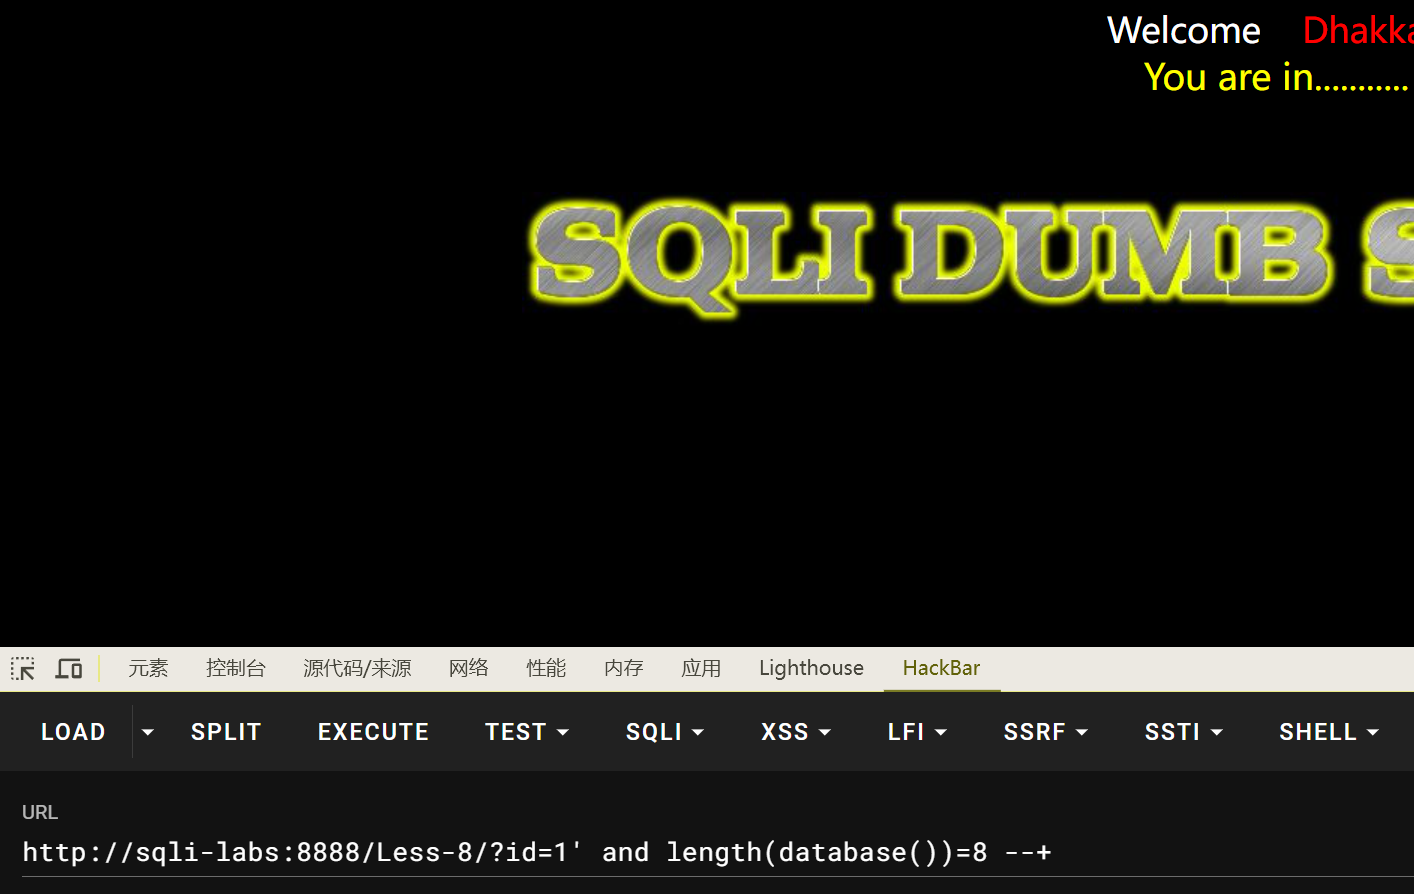 Welcome Dhakka
You are in...........
SQLI DUMB S
元素 控制台 源代码/来源 网络 性能 内存 应用 Lighthouse HackBar
LOAD SPLIT EXECUTE TEST SQLI XSS LFI SSRF SSTI SHELL
URL
http://sqli-labs:8888/Less-8/?id=1' and length(database())=8 --+